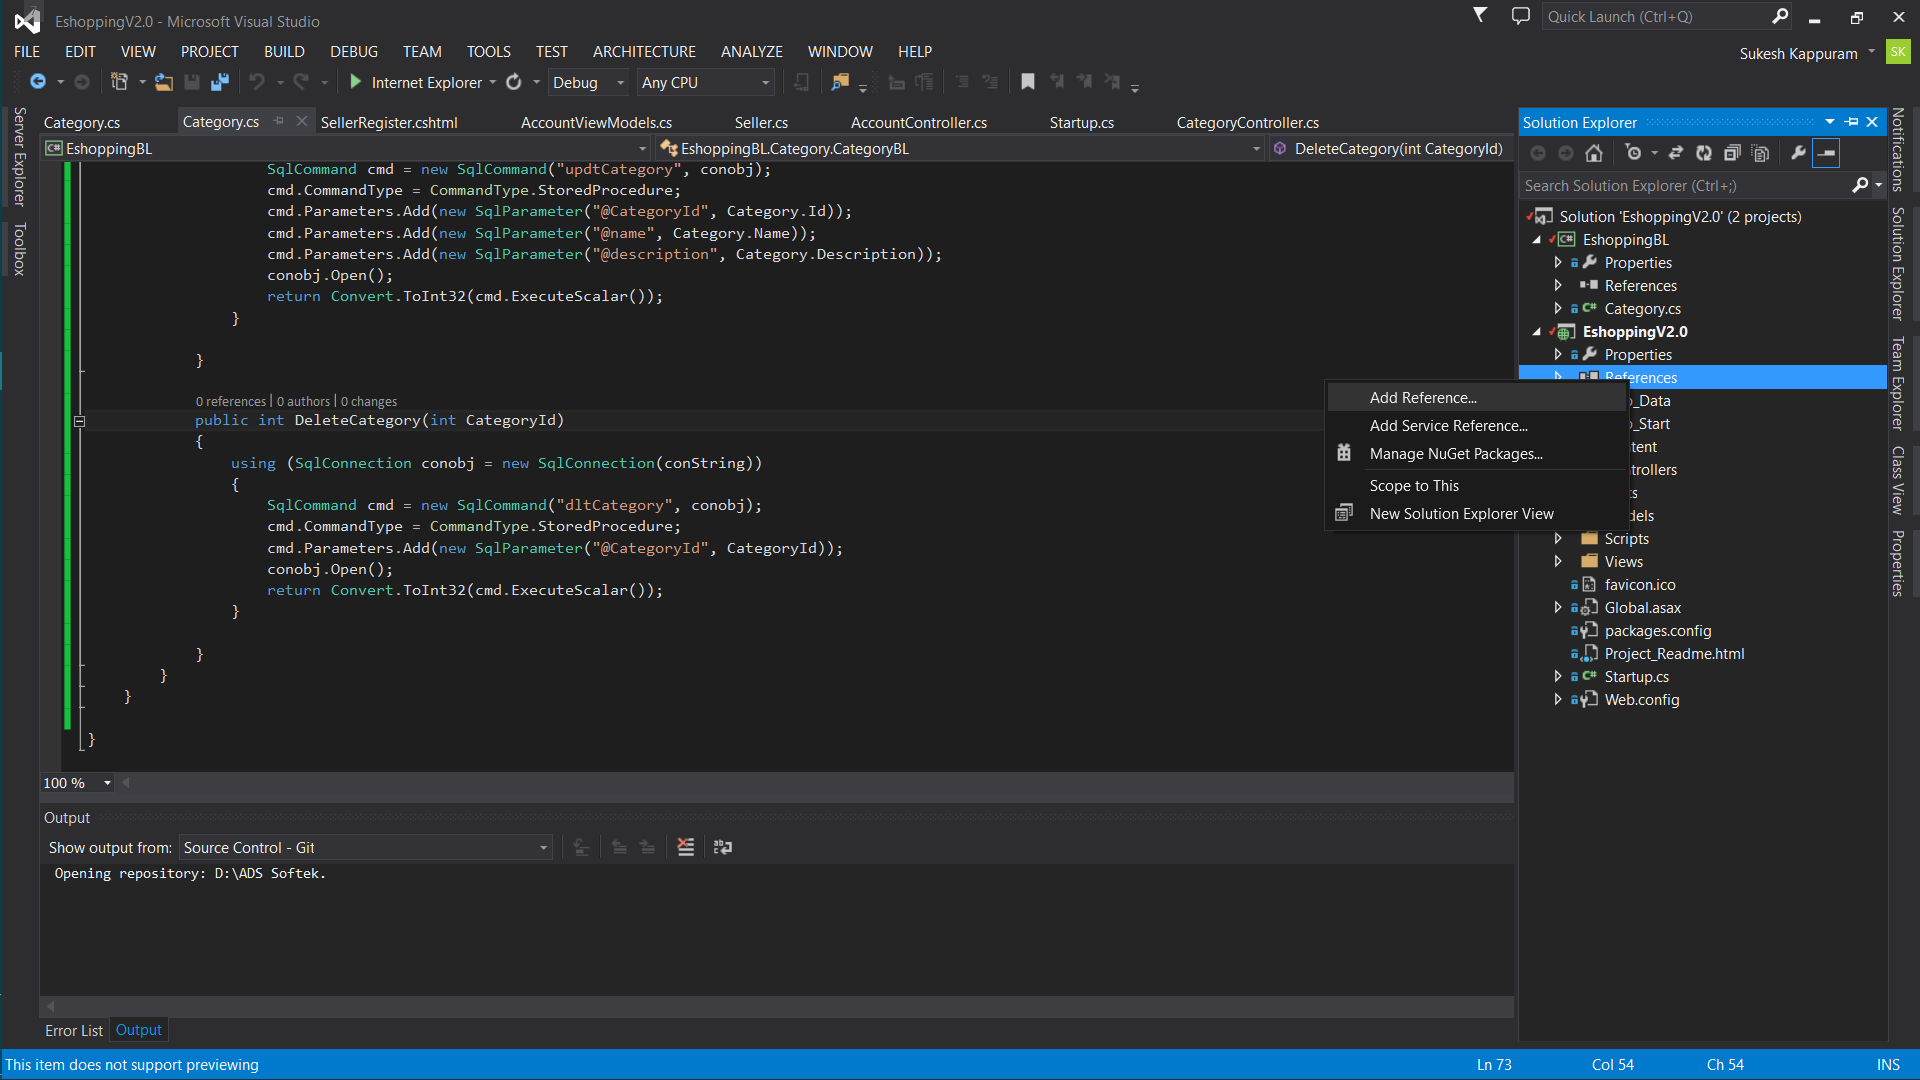 EshoppingV2.0 - Microsoft Visual Studio
Quick Launch (Ctrl+Q)
FILE EDIT VIEW PROJECT BUILD DEBUG TEAM TOOLS TEST ARCHITECTURE ANALYZE WINDOW HELP
Sukesh Kappuram SK
Internet Explorer Debug Any CPU
Server Explorer
Toolbox
Category.cs Category.cs SellerRegister.cshtml AccountViewModels.cs Seller.cs AccountController.cs Startup.cs CategoryController.cs
EshoppingBL EshoppingBL.Category.CategoryBL DeleteCategory(int CategoryId)
SqlCommand cmd = new SqlCommand("updtCategory", conobj);
cmd.CommandType = CommandType.StoredProcedure;
cmd.Parameters.Add(new SqlParameter("@CategoryId", Category.Id));
cmd.Parameters.Add(new SqlParameter("@name", Category.Name));
cmd.Parameters.Add(new SqlParameter("@description", Category.Description));
conobj.Open();
return Convert.ToInt32(cmd.ExecuteScalar());
}
}
0 references | 0 authors | 0 changes
public int DeleteCategory(int CategoryId)
{
using (SqlConnection conobj = new SqlConnection(conString))
{
SqlCommand cmd = new SqlCommand("dltCategory", conobj);
cmd.CommandType = CommandType.StoredProcedure;
cmd.Parameters.Add(new SqlParameter("@CategoryId", CategoryId));
conobj.Open();
return Convert.ToInt32(cmd.ExecuteScalar());
}
}
}
}
}
100 %
Output
Show output from: Source Control - Git
Opening repository: D:\ADS Softek.
Error List Output
Solution Explorer
Search Solution Explorer (Ctrl+;)
Solution 'EshoppingV2.0' (2 projects)
C# EshoppingBL
Properties
References
C# Category.cs
EshoppingV2.0
Properties
References
_Data
_Start
tent
trollers
ts
dels
Scripts
Views
favicon.ico
Global.asax
packages.config
Project_Readme.html
C# Startup.cs
Web.config
Add Reference...
Add Service Reference...
Manage NuGet Packages...
Scope to This
New Solution Explorer View
Notifications
Solution Explorer
Team Explorer
Class View
Properties
This item does not support previewing Ln 73 Col 54 Ch 54 INS